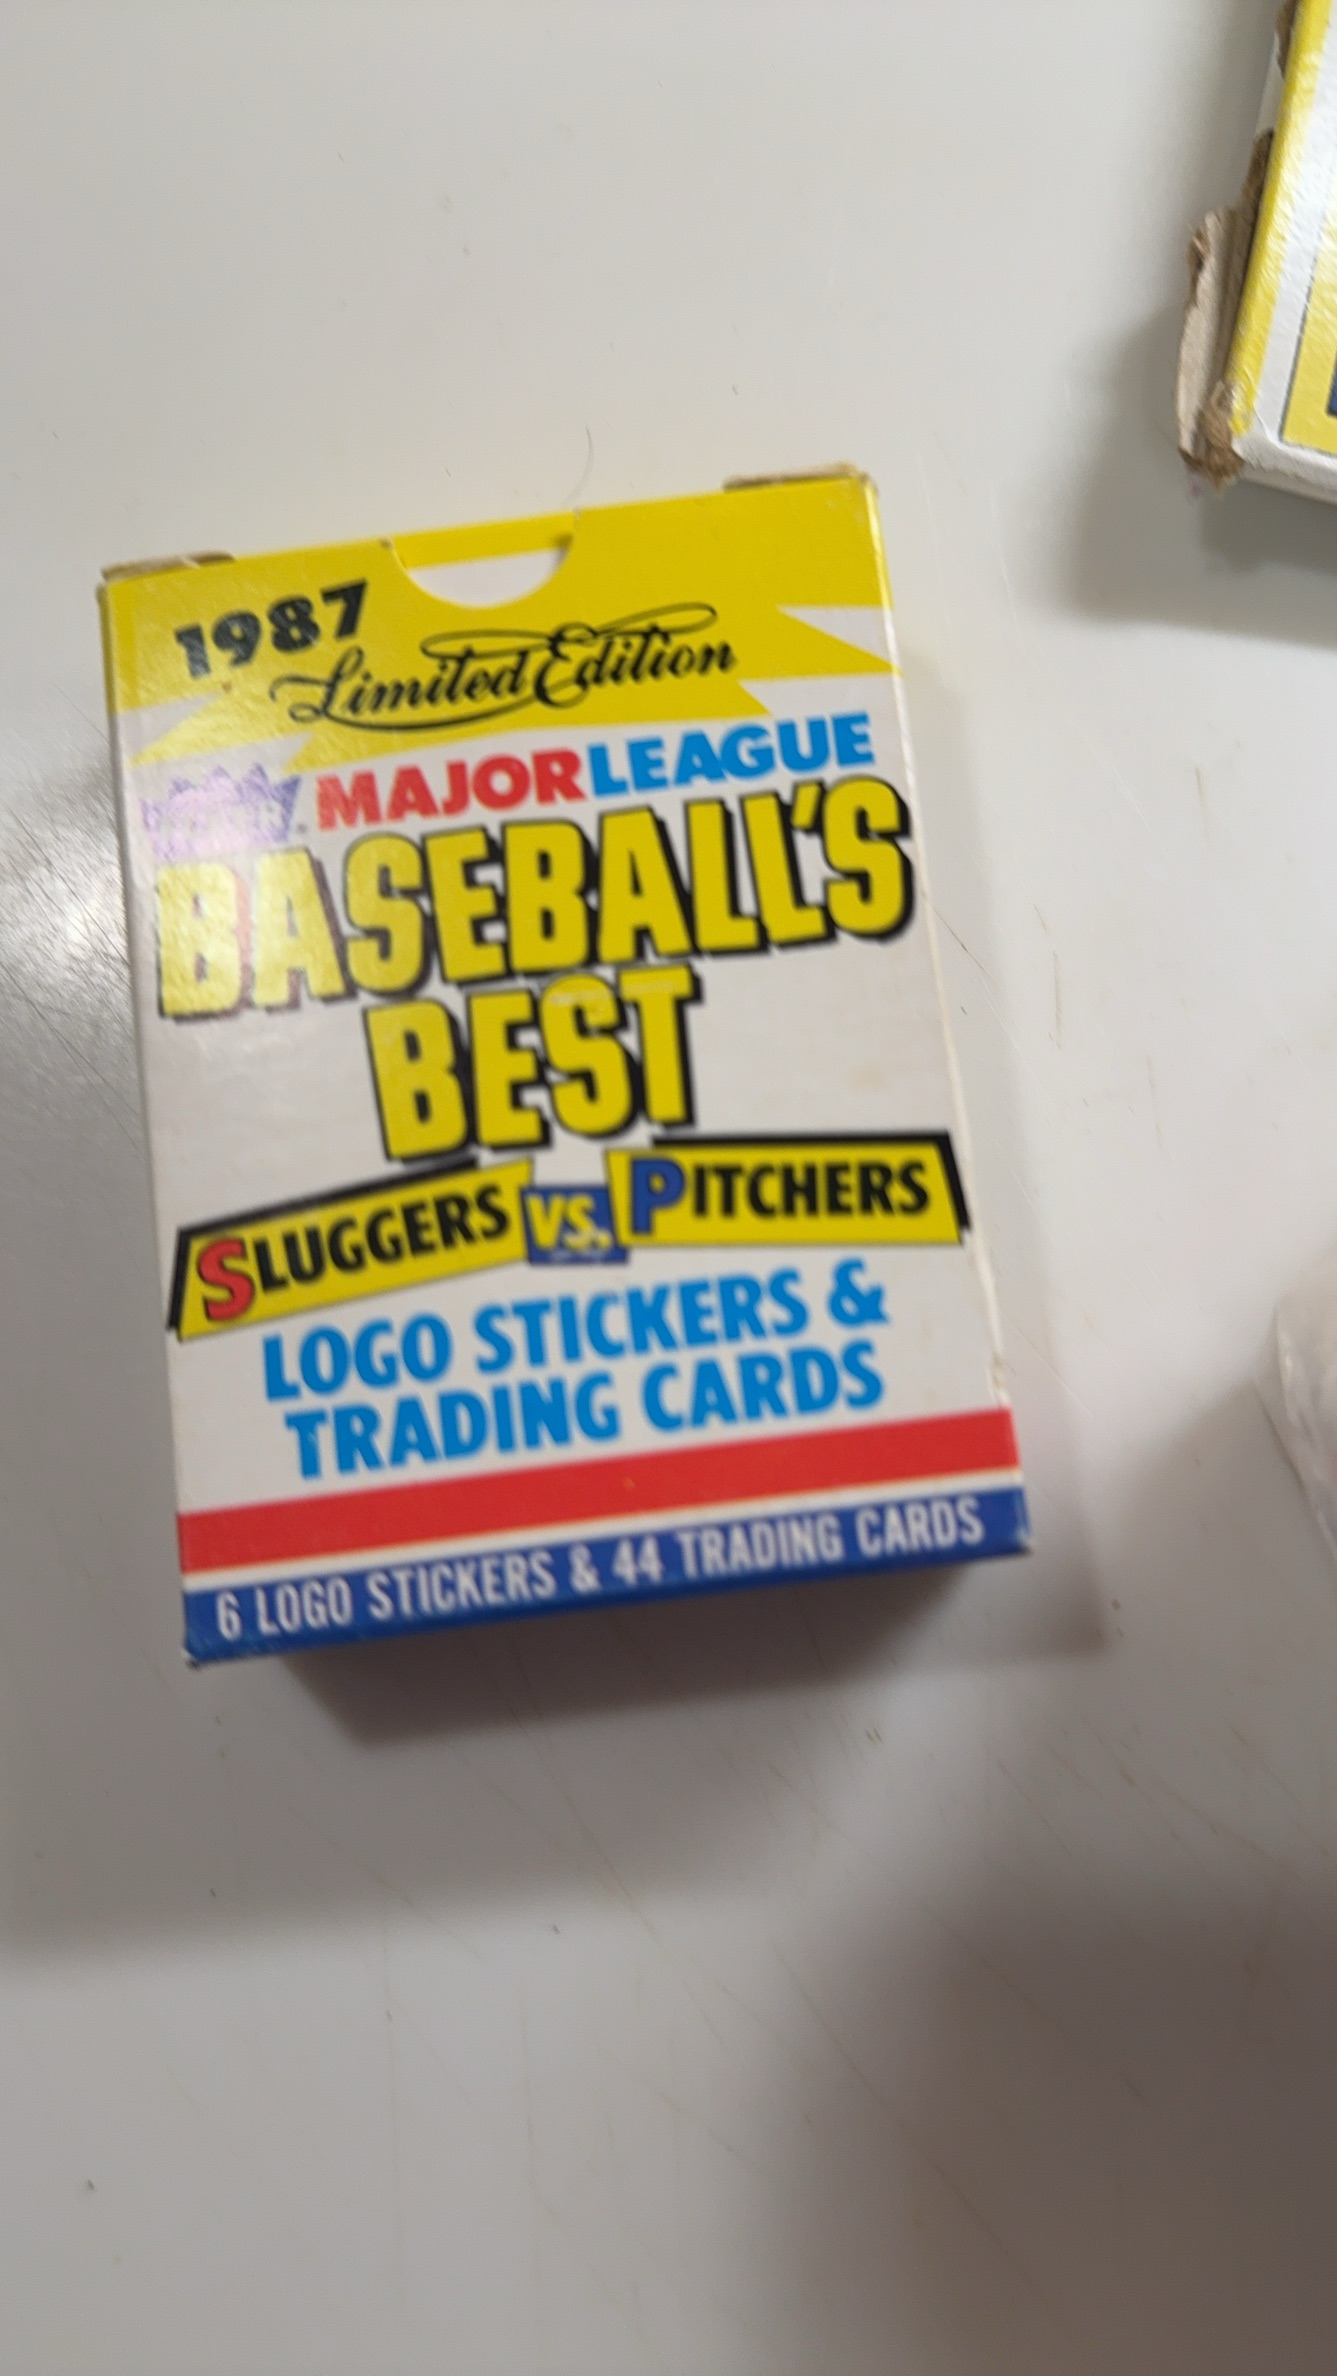 1987
Limited Edition
MAJOR LEAGUE
BASEBALL'S
BEST
SLUGGERS VS. PITCHERS
LOGO STICKERS &
TRADING CARDS
6 LOGO STICKERS & 44 TRADING CARDS